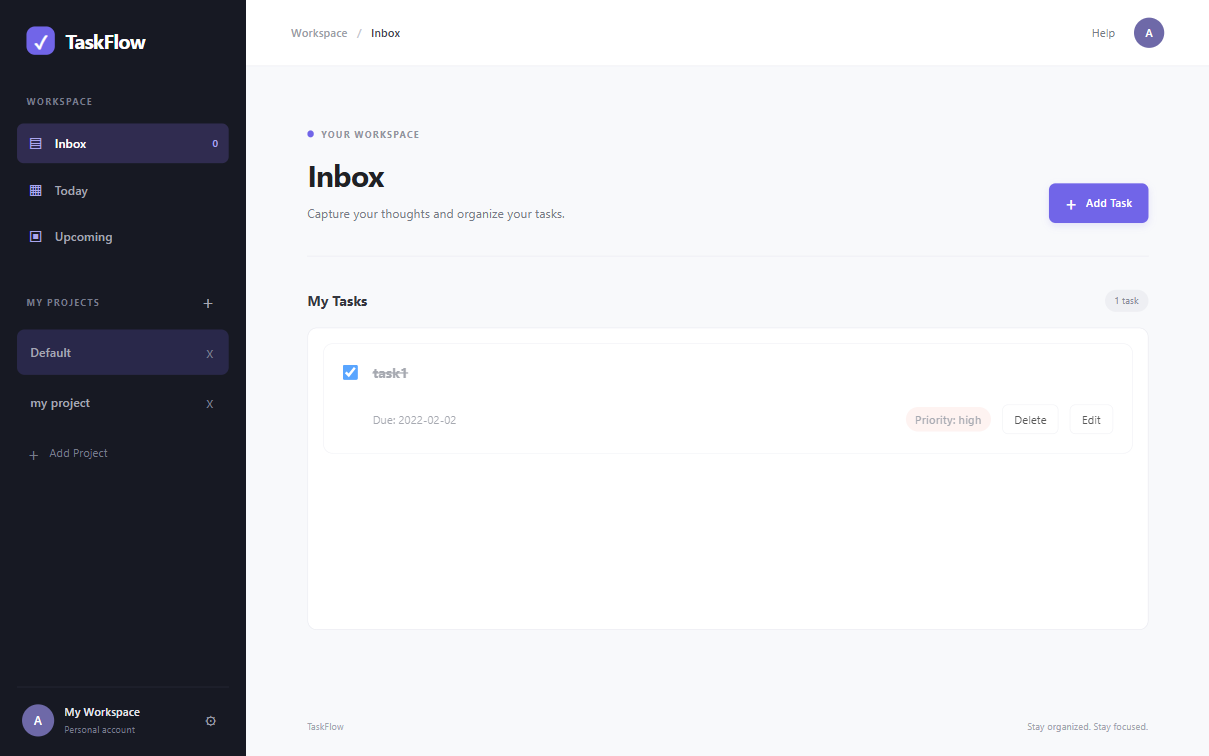 TaskFlow
WORKSPACE
Inbox 0
Today
Upcoming
MY PROJECTS +
Default X
my project X
+ Add Project
A My Workspace
Personal account
Workspace / Inbox
Help A
YOUR WORKSPACE
Inbox
Capture your thoughts and organize your tasks.
+ Add Task
My Tasks 1 task
task1
Due: 2022-02-02 Priority: high Delete Edit
TaskFlow Stay organized. Stay focused.